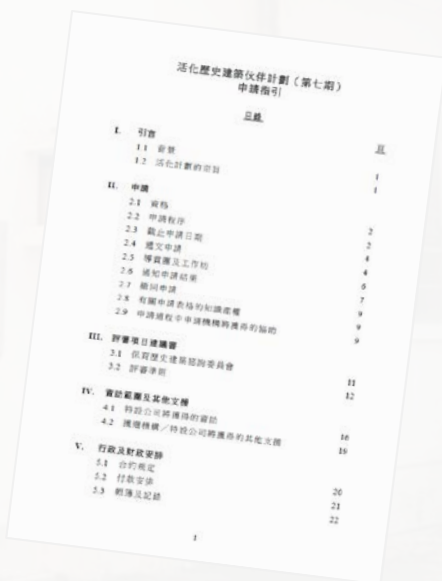 活化歷史建築伙伴計劃（第七期）
申請指引
目錄
頁
I. 引言
1.1 背景 1
1.2 活化計劃的宗旨 1
II. 申請
2.1 資格 2
2.2 申請程序 2
2.3 截止申請日期 4
2.4 遞交申請 4
2.5 導賞團及工作坊 6
2.6 通知申請結果 7
2.7 撤回申請 9
2.8 有關申請表格的知識產權 9
2.9 申請過程中申請機構將獲得的協助 9
III. 評審項目建議書
3.1 保育歷史建築諮詢委員會 11
3.2 評審準則 12
IV. 資助範圍及其他支援
4.1 特設公司將獲得的資助 16
4.2 獲選機構／特設公司將獲得的其他支援 19
V. 行政及財政安排
5.1 合約規定 20
5.2 付款安排 21
5.3 帳簿及記錄 22